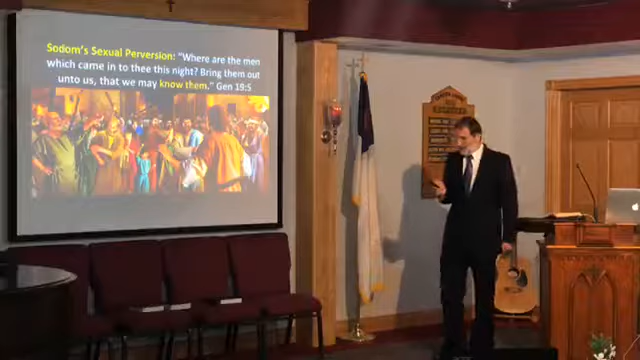 Sodom's Sexual Perversion: "Where are the men
which came in to thee this night? Bring them out
unto us, that we may know them." Gen 19:5